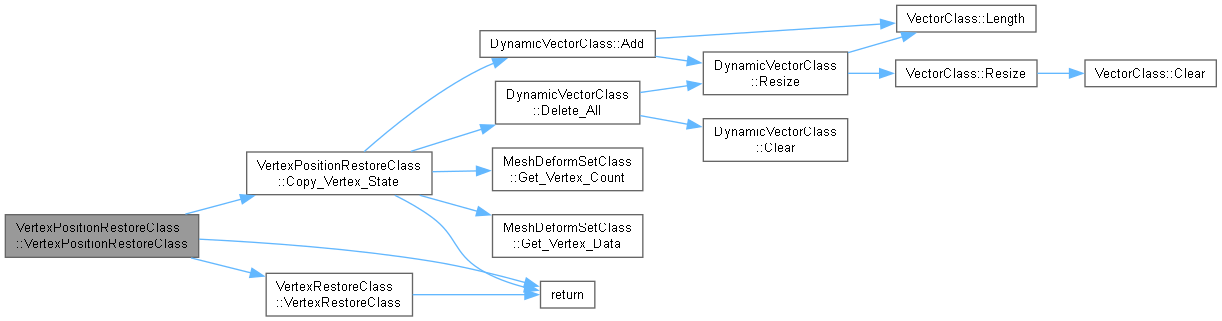 VectorClass::Length
DynamicVectorClass::Add
DynamicVectorClass
::Resize
VectorClass::Resize
VectorClass::Clear
DynamicVectorClass
::Delete_All
DynamicVectorClass
::Clear
VertexPositionRestoreClass
::Copy_Vertex_State
MeshDeformSetClass
::Get_Vertex_Count
MeshDeformSetClass
::Get_Vertex_Data
VertexPositionRestoreClass
::VertexPositionRestoreClass
VertexRestoreClass
::VertexRestoreClass
return